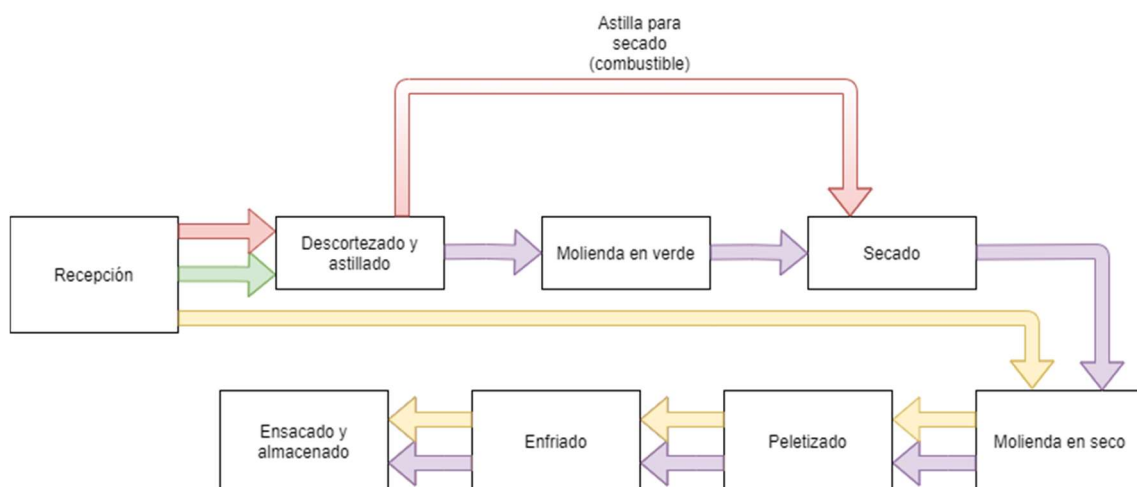 Astilla para
secado
(combustible)
Recepción
Descortezado y
astillado
Molienda en verde
Secado
Ensacado y
almacenado
Enfriado
Peletizado
Molienda en seco